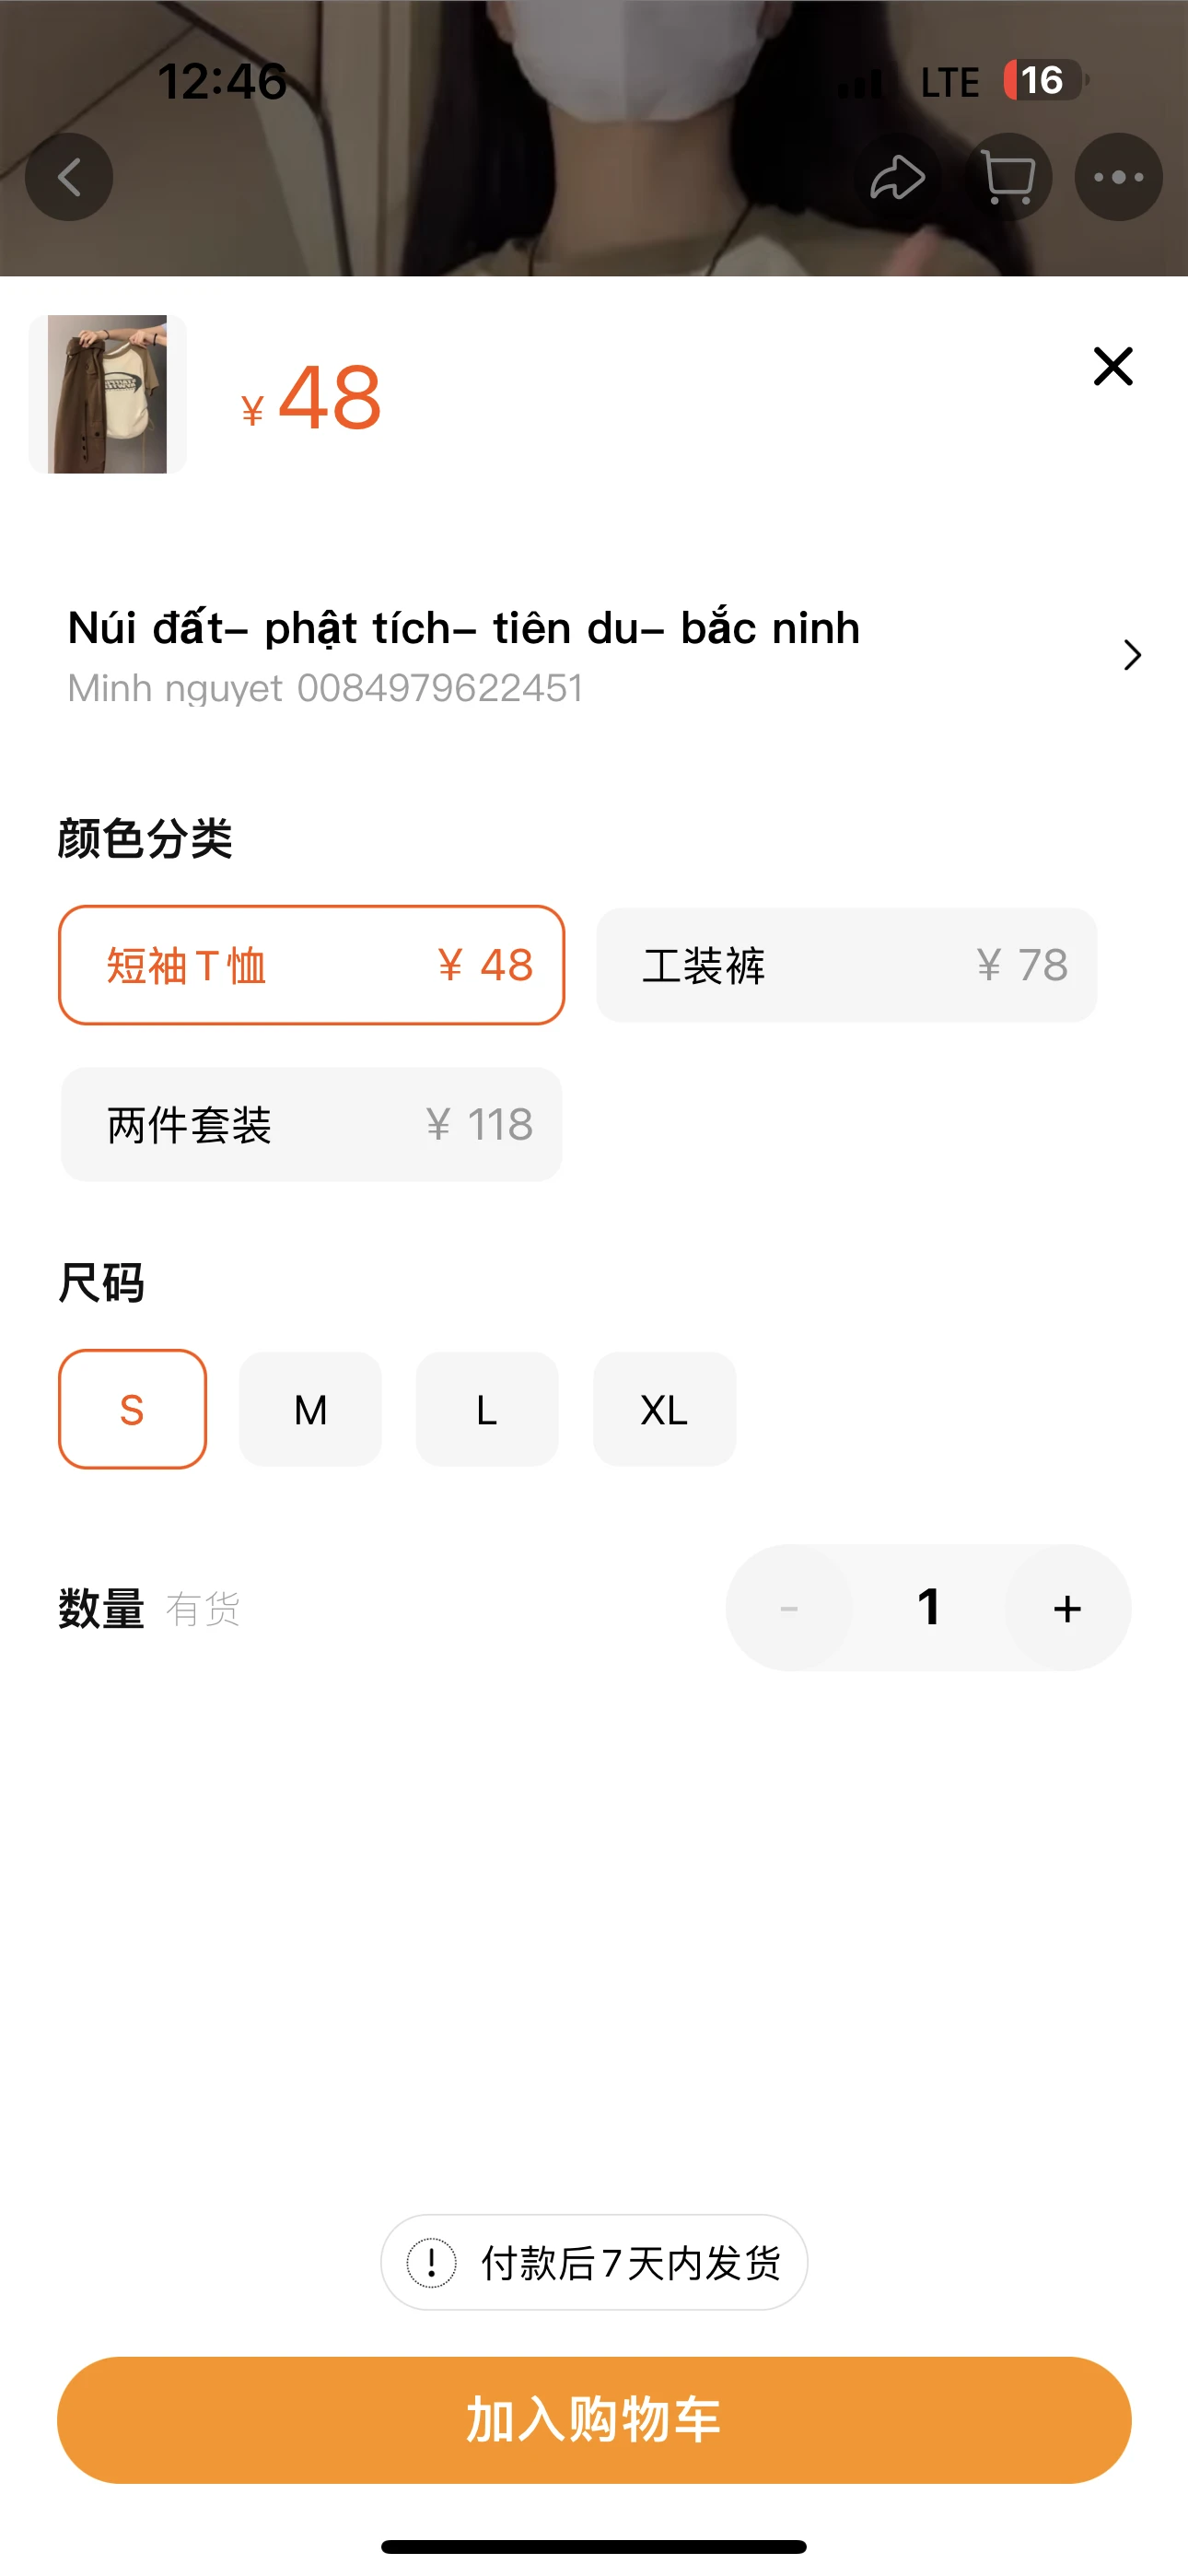 12:46
LTE 16
¥ 48
Núi đất– phật tích– tiên du– bắc ninh
Minh nguyet 0084979622451
颜色分类
短袖T恤 ¥ 48
工装裤 ¥ 78
两件套装 ¥ 118
尺码
S M L XL
数量 有货 - 1 +
! 付款后7天内发货
加入购物车